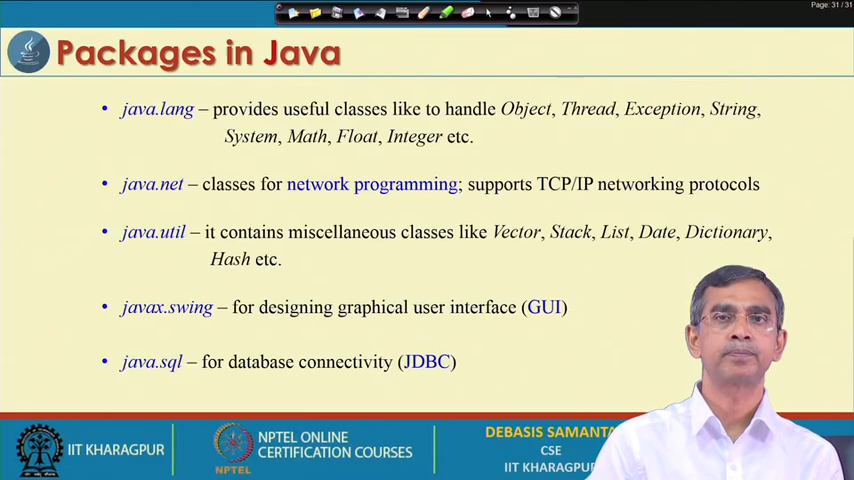 Page: 31 / 31
Packages in Java
• java.lang – provides useful classes like to handle Object, Thread, Exception, String,
System, Math, Float, Integer etc.
• java.net – classes for network programming; supports TCP/IP networking protocols
• java.util – it contains miscellaneous classes like Vector, Stack, List, Date, Dictionary,
Hash etc.
• javax.swing – for designing graphical user interface (GUI)
• java.sql – for database connectivity (JDBC)
IIT KHARAGPUR
NPTEL
NPTEL ONLINE
CERTIFICATION COURSES
DEBASIS SAMANTA
CSE
IIT KHARAGPUR